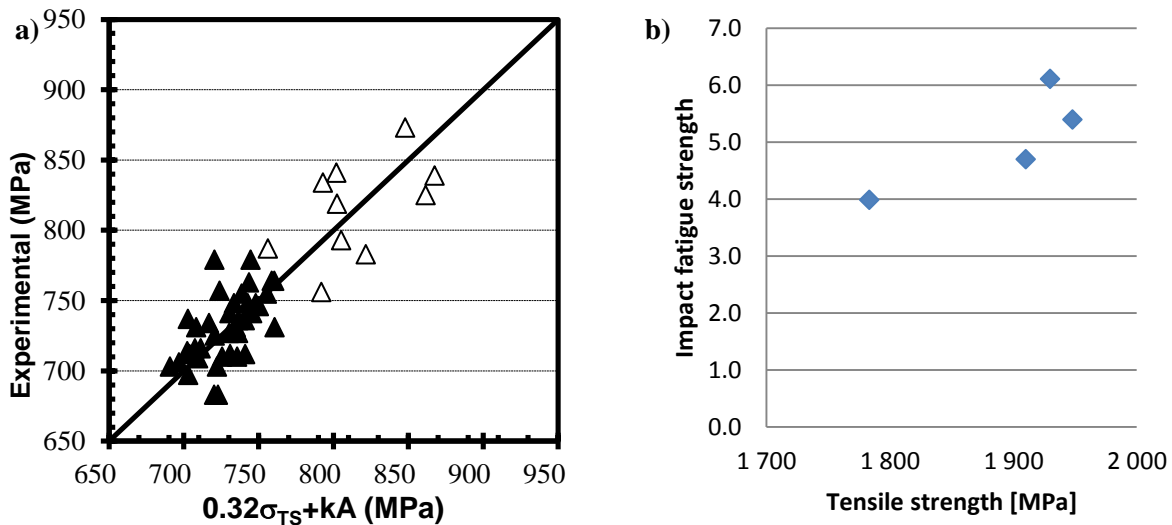 a)
950
900
850
800
750
700
650
650 700 750 800 850 900 950
Experimental (MPa)
0.32σTS+kA (MPa)
b)
7.0
6.0
5.0
4.0
3.0
2.0
1.0
0.0
1 700 1 800 1 900 2 000
Impact fatigue strength
Tensile strength [MPa]